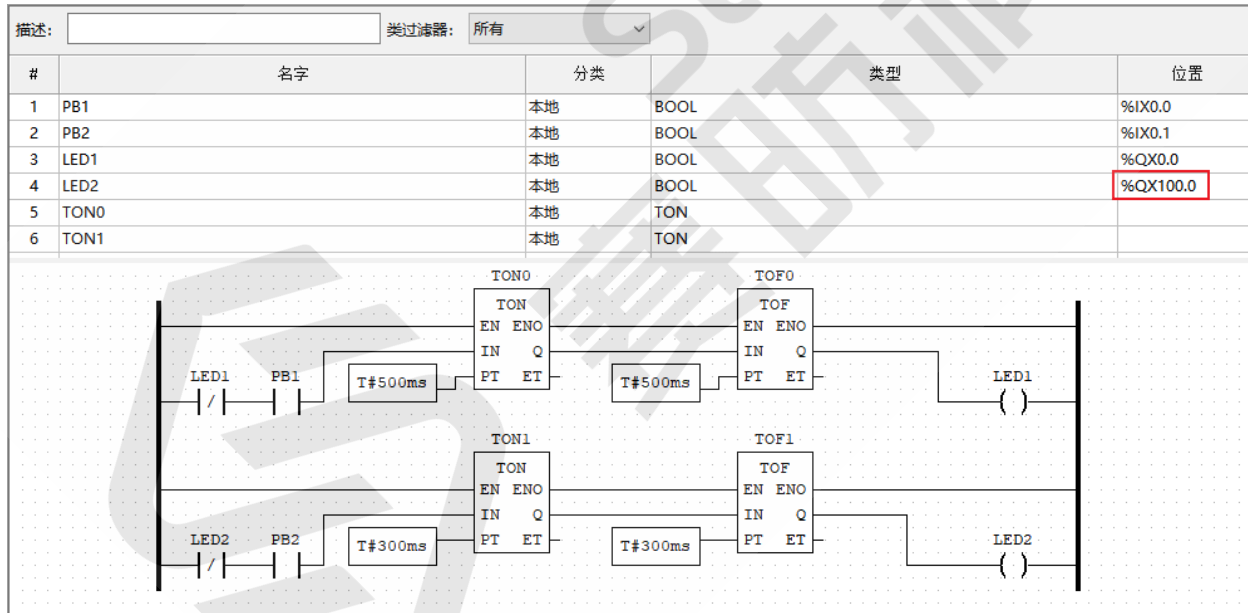 描述： 类过滤器： 所有
# 名字 分类 类型 位置
1 PB1 本地 BOOL %IX0.0
2 PB2 本地 BOOL %IX0.1
3 LED1 本地 BOOL %QX0.0
4 LED2 本地 BOOL %QX100.0
5 TON0 本地 TON
6 TON1 本地 TON
TON0 TOF0
TON TOF
EN ENO EN ENO
IN Q IN Q
LED1 PB1 T#500ms PT ET T#500ms PT ET LED1
TON1 TOF1
TON TOF
EN ENO EN ENO
IN Q IN Q
LED2 PB2 T#300ms PT ET T#300ms PT ET LED2